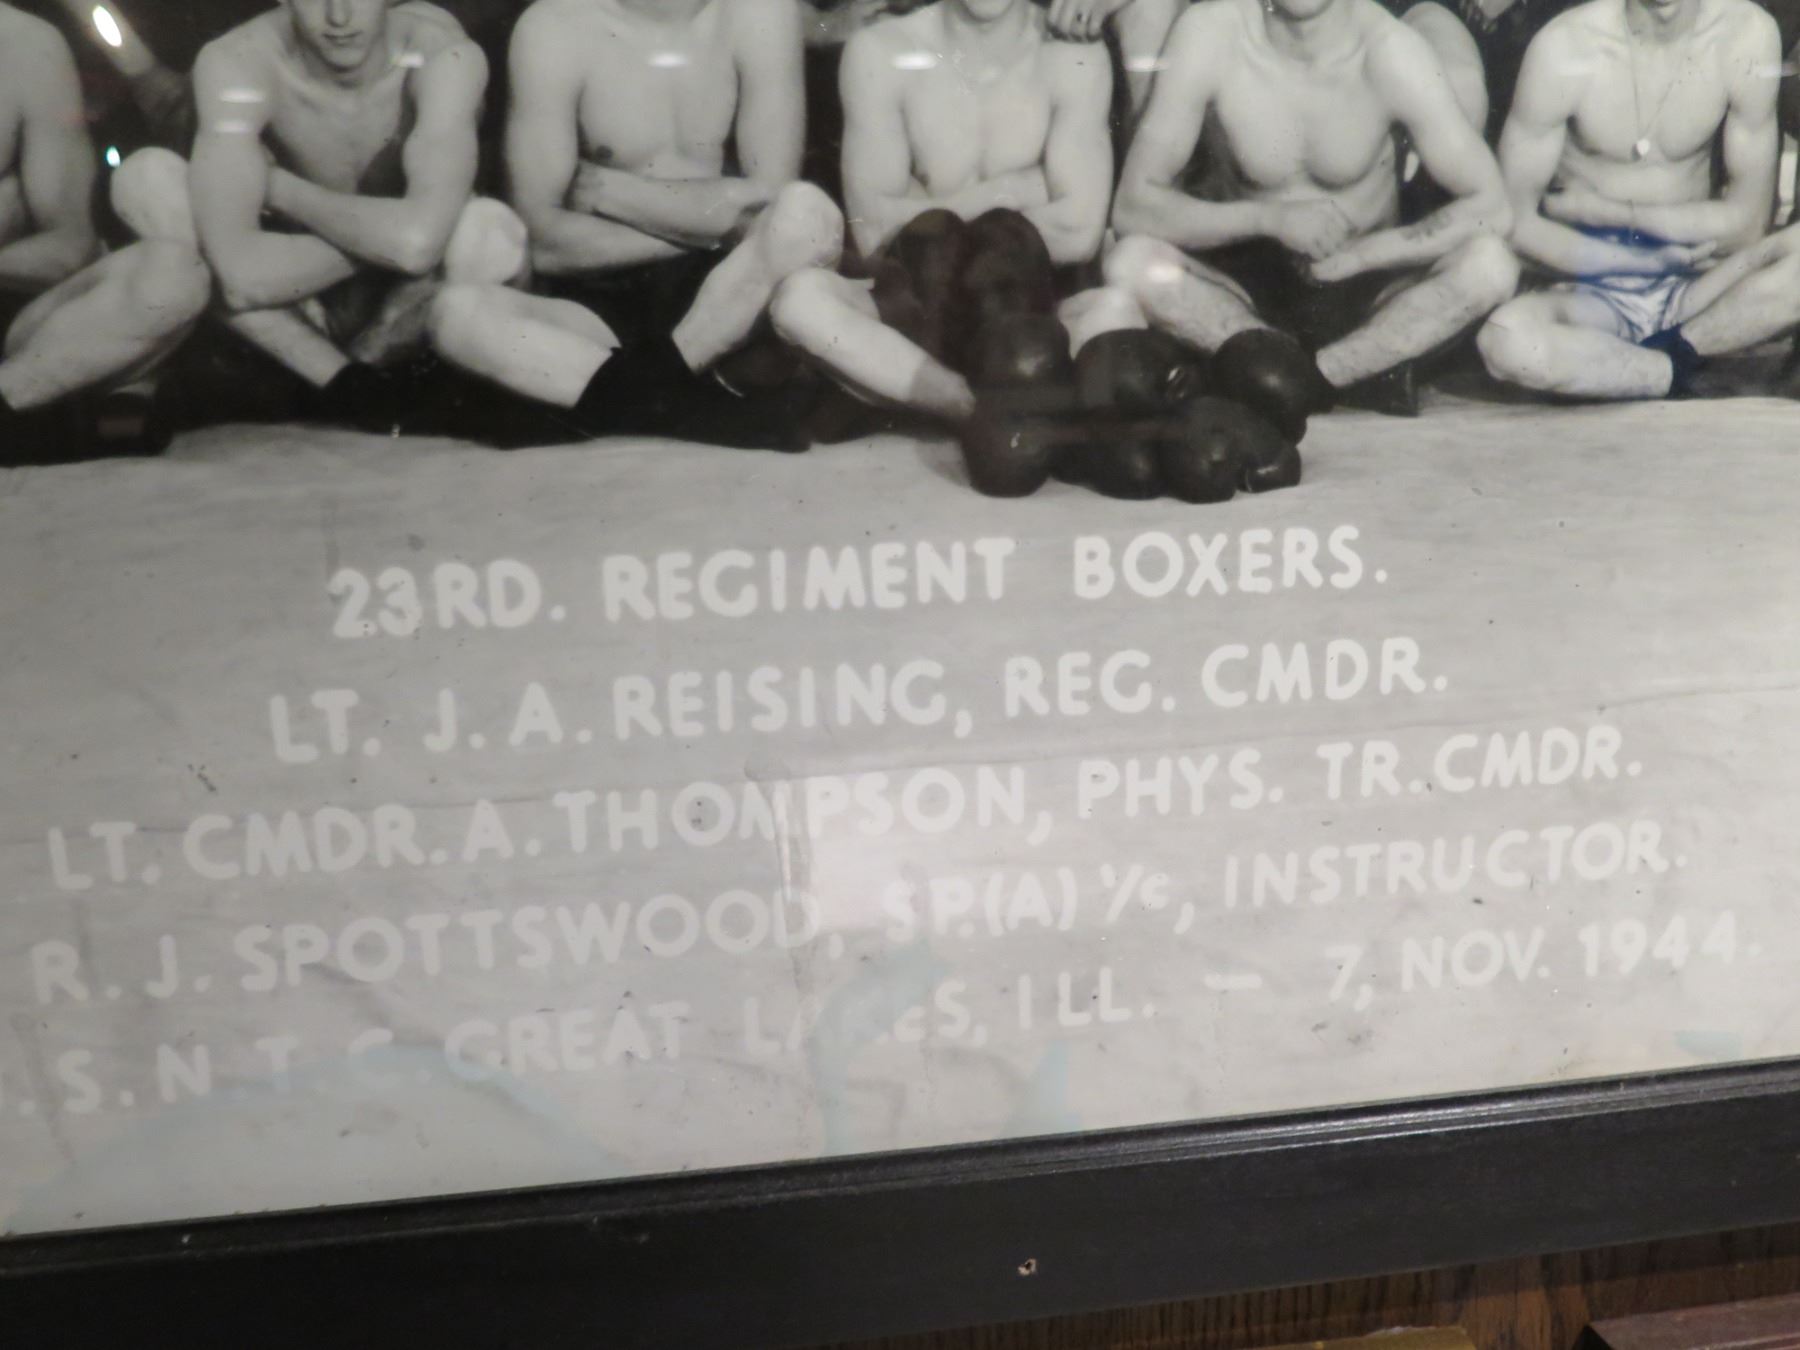 23RD. REGIMENT BOXERS.
LT. J. A. REISING, REG. CMDR.
LT. CMDR. A. THOMPSON, PHYS. TR. CMDR.
R. J. SPOTTSWOOD, SP.(A) 1/C, INSTRUCTOR.
.S.N.T.C. GREAT LAKES, ILL. — 7, NOV. 1944.